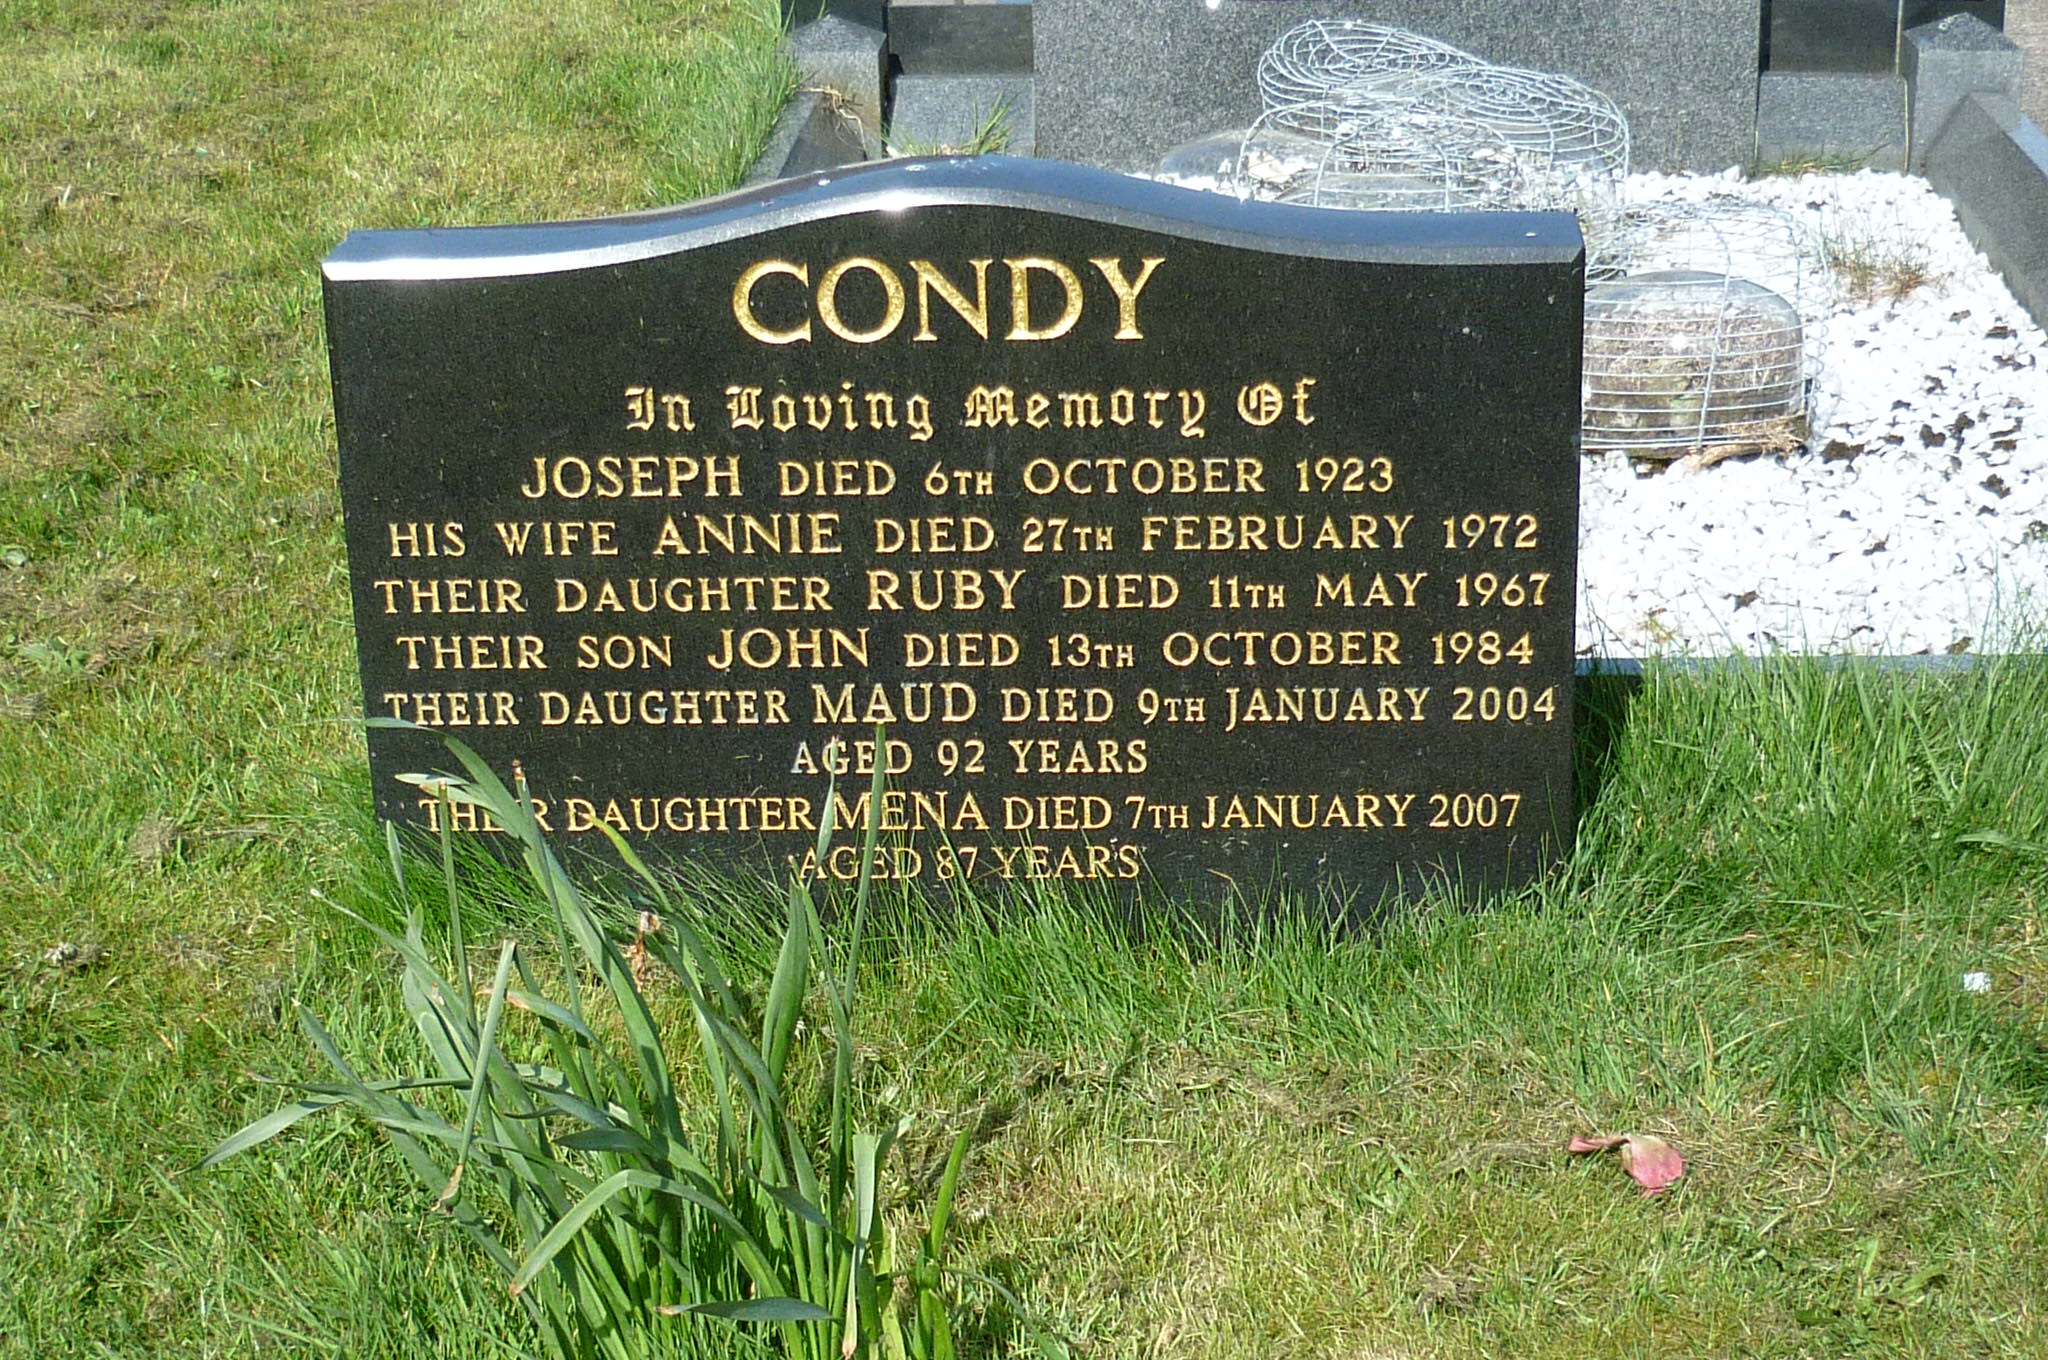 CONDY
In Loving Memory Of
JOSEPH DIED 6TH OCTOBER 1923
HIS WIFE ANNIE DIED 27TH FEBRUARY 1972
THEIR DAUGHTER RUBY DIED 11TH MAY 1967
THEIR SON JOHN DIED 13TH OCTOBER 1984
THEIR DAUGHTER MAUD DIED 9TH JANUARY 2004
AGED 92 YEARS
THEIR DAUGHTER MENA DIED 7TH JANUARY 2007
AGED 87 YEARS